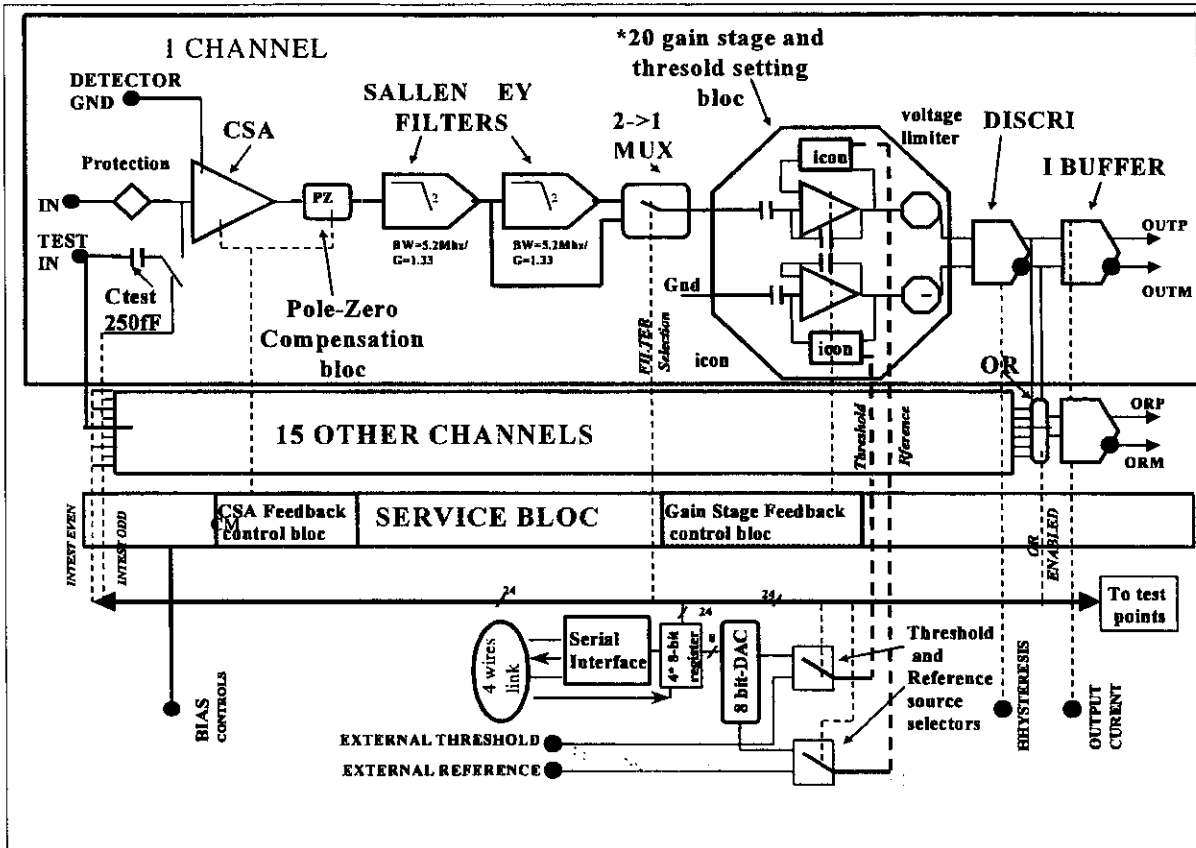 1 CHANNEL
*20 gain stage and
thresold setting
bloc
DETECTOR
GND
CSA
SALLEN EY
FILTERS
2->1
MUX
voltage
limiter
DISCRI
I BUFFER
Protection
icon
IN
PZ
2
2
TEST
IN
BW=5.2Mhz/
G=1.33
BW=5.2Mhz/
G=1.33
OUTP
OUTM
Ctest
250fF
Gnd
Pole-Zero
Compensation
bloc
FILTER
Selection
icon
icon
OR
15 OTHER CHANNELS
Threshold
Rference
ORP
ORM
INTEST EVEN
INTEST ODD
CSA Feedback
control bloc
SERVICE BLOC
Gain Stage Feedback
control bloc
OR
ENABLED
24
24
24
To test
points
4 wires
link
Serial
Interface
4* 8-bit
register
8
8 bit-DAC
Threshold
and
Reference
source
selectors
BIAS
CONTROLS
HHYSTERESIS
OUTPUT
CURENT
EXTERNAL THRESHOLD
EXTERNAL REFERENCE